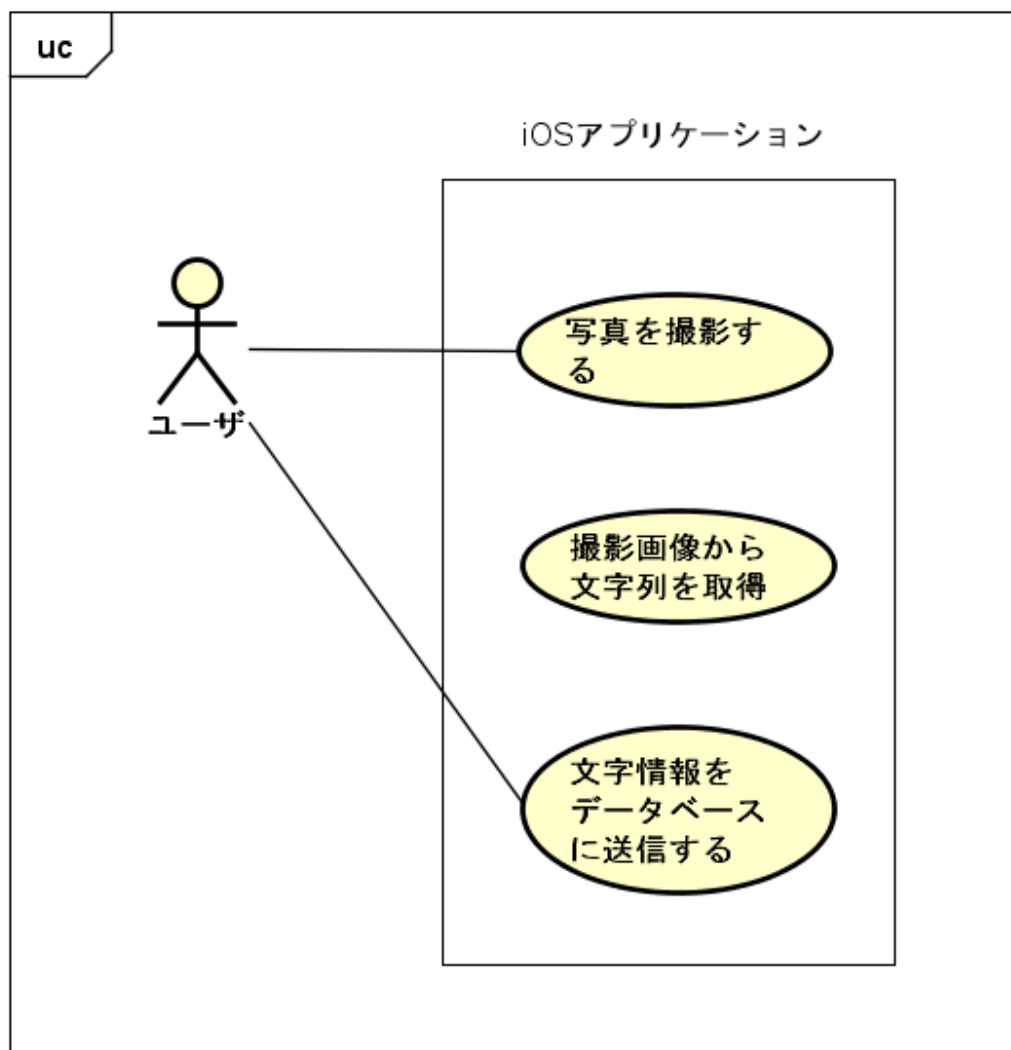 uc
iOSアプリケーション
写真を撮影す
る
ユーザ
撮影画像から
文字列を取得
文字情報を
データベース
に送信する